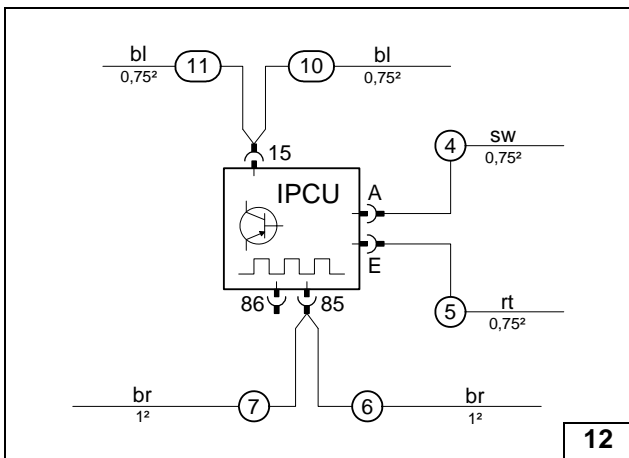 bl 11 10 bl
0,75² 0,75²
15
4 sw
0,75²
IPCU A
E
86 85
5 rt
0,75²
br 7 6 br
1² 1²
12